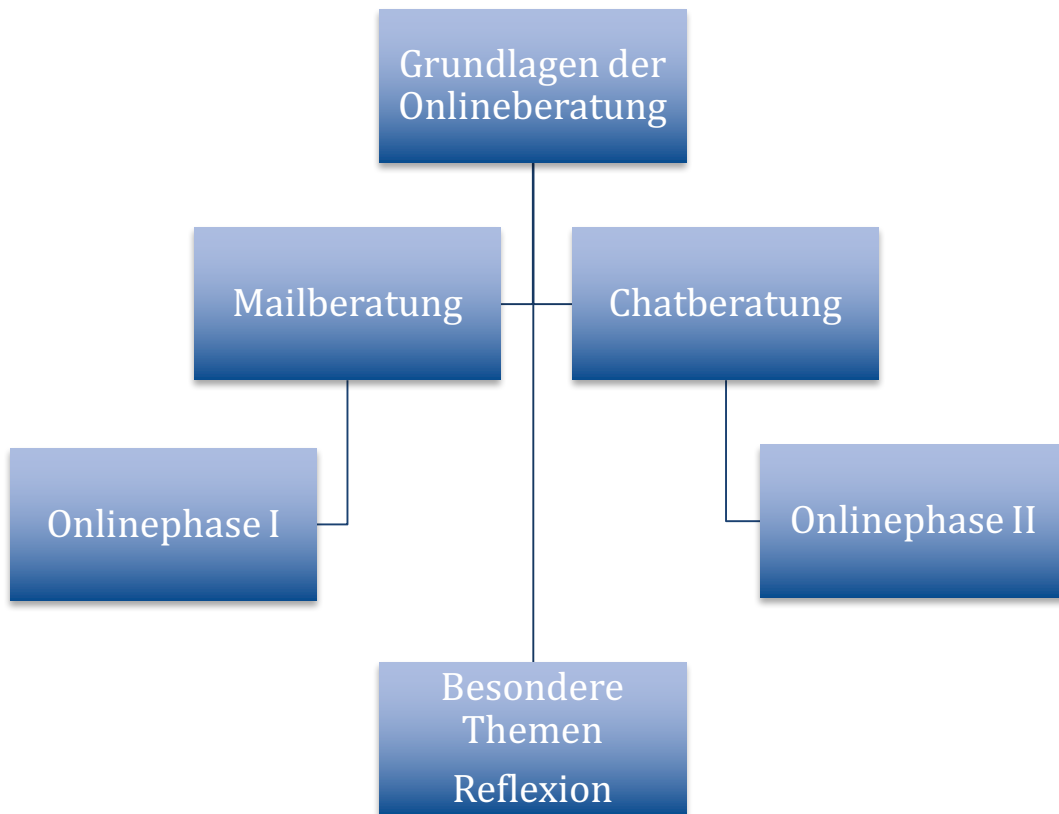 Grundlagen der
Onlineberatung
Mailberatung
Chatberatung
Onlinephase I
Onlinephase II
Besondere
Themen
Reflexion